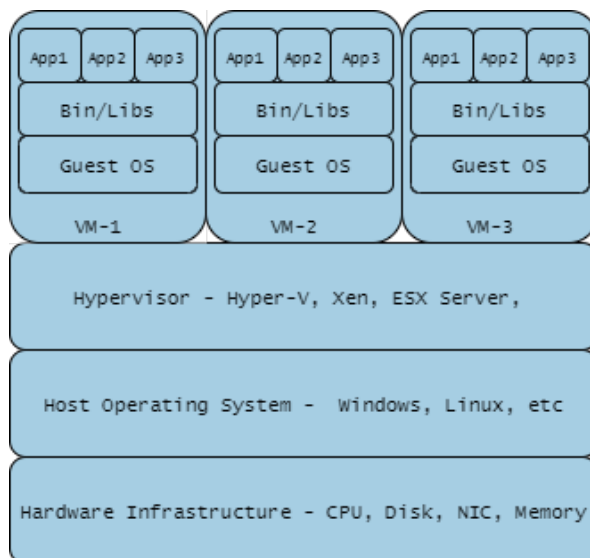 App1 App2 App3 App1 App2 App3 App1 App2 App3
Bin/Libs Bin/Libs Bin/Libs
Guest OS Guest OS Guest OS
VM-1 VM-2 VM-3
Hypervisor - Hyper-V, Xen, ESX Server,
Host Operating System - Windows, Linux, etc
Hardware Infrastructure - CPU, Disk, NIC, Memory